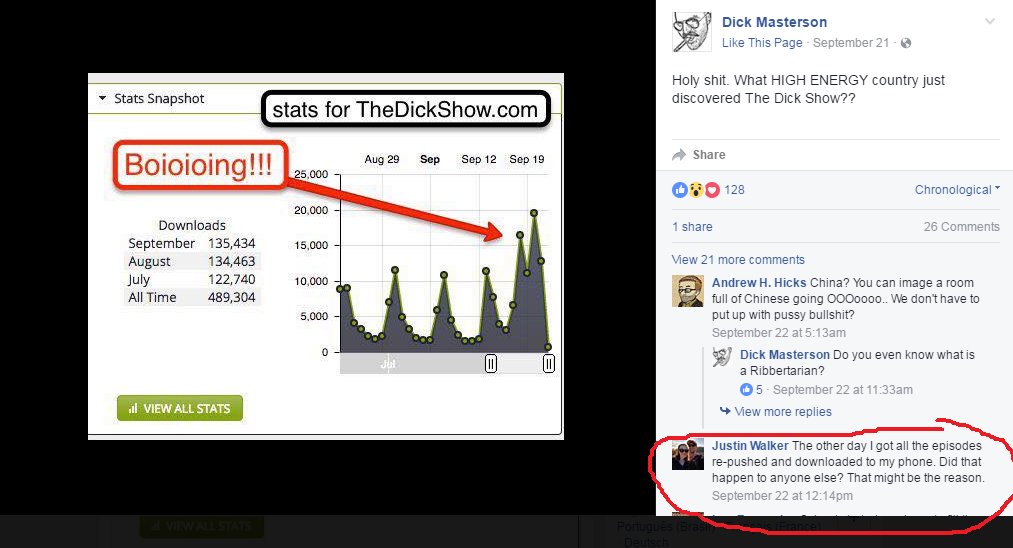 Stats Snapshot
stats for TheDickShow.com
Boioioing!!!
Aug 29 Sep Sep 12 Sep 19
25,000
20,000
15,000
10,000
5,000
0
Jul
Downloads
September 135,434
August 134,463
July 122,740
All Time 489,304
VIEW ALL STATS
Dick Masterson
Like This Page · September 21 ·
Holy shit. What HIGH ENERGY country just
discovered The Dick Show??
Share
128
Chronological
1 share
26 Comments
View 21 more comments
Andrew H. Hicks China? You can image a room
full of Chinese going OOOoooo.. We don't have to
put up with pussy bullshit?
September 22 at 5:13am
Dick Masterson Do you even know what is
a Ribbertarian?
5 · September 22 at 11:33am
View more replies
Justin Walker The other day I got all the episodes
re-pushed and downloaded to my phone. Did that
happen to anyone else? That might be the reason.
September 22 at 12:14pm
VIEW ALL STATS
Português (Brasil)
Français (France)
Deutsch